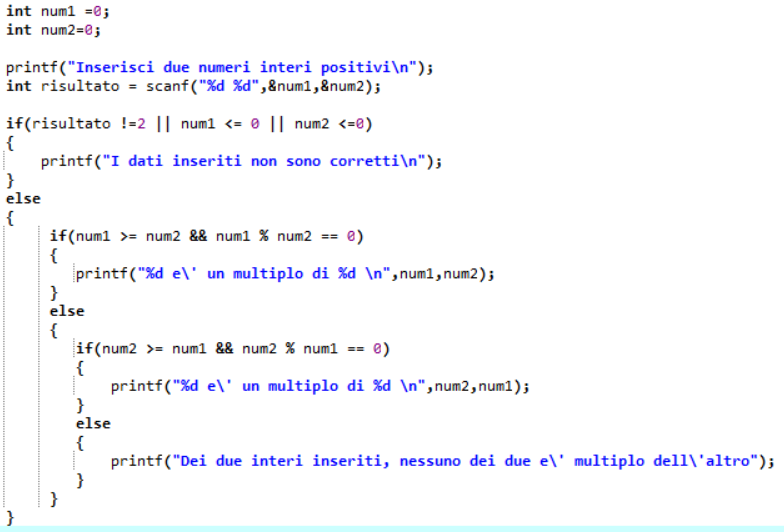 int num1 =0;
int num2=0;
printf("Inserisci due numeri interi positivi\n");
int risultato = scanf("%d %d",&num1,&num2);
if(risultato !=2 || num1 <= 0 || num2 <=0)
{
printf("I dati inseriti non sono corretti\n");
}
else
{
if(num1 >= num2 && num1 % num2 == 0)
{
printf("%d e\' un multiplo di %d \n",num1,num2);
}
else
{
if(num2 >= num1 && num2 % num1 == 0)
{
printf("%d e\' un multiplo di %d \n",num2,num1);
}
else
{
printf("Dei due interi inseriti, nessuno dei due e\' multiplo dell\'altro");
}
}
}